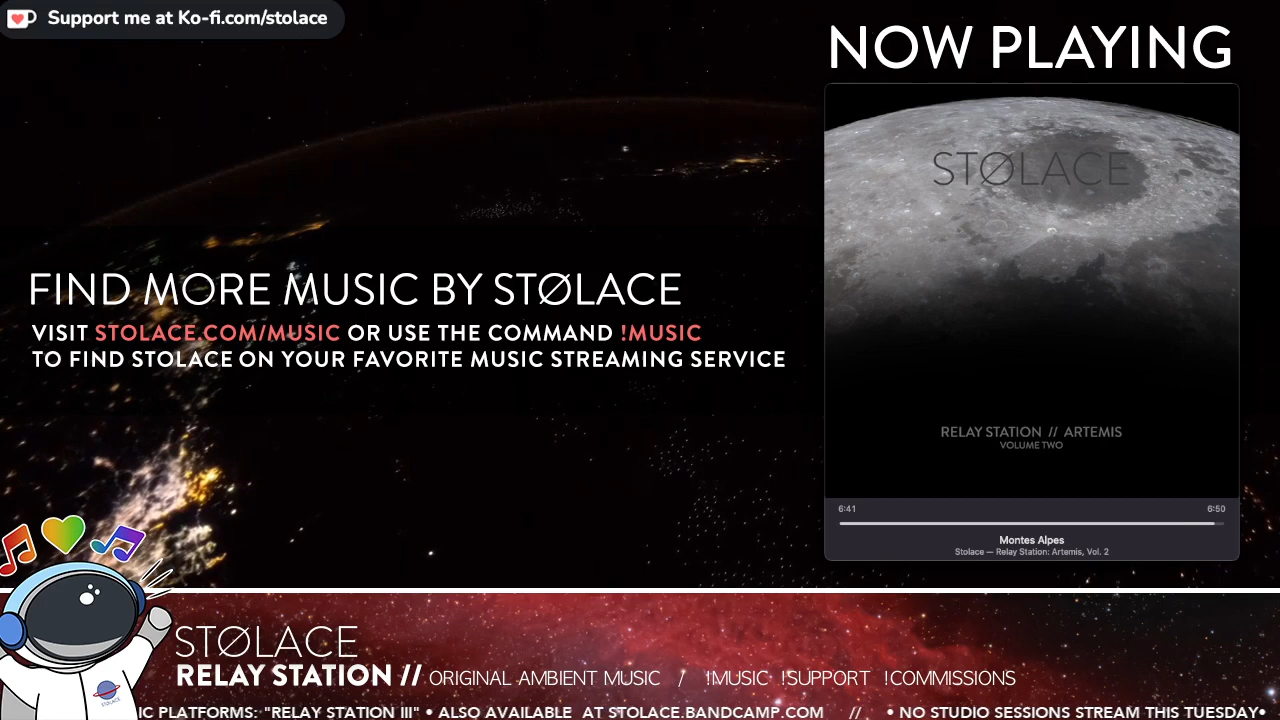 Support me at Ko-fi.com/stolace
NOW PLAYING
STØLACE
RELAY STATION // ARTEMIS
VOLUME TWO
6:41 6:50
Montes Alpes
Stolace — Relay Station: Artemis, Vol. 2
FIND MORE MUSIC BY STØLACE
VISIT STOLACE.COM/MUSIC OR USE THE COMMAND !MUSIC
TO FIND STOLACE ON YOUR FAVORITE MUSIC STREAMING SERVICE
STØLACE
RELAY STATION // ORIGINAL AMBIENT MUSIC / !MUSIC !SUPPORT !COMMISSIONS
STØLACE
IC PLATFORMS: "RELAY STATION III" • ALSO AVAILABLE AT STOLACE.BANDCAMP.COM // • NO STUDIO SESSIONS STREAM THIS TUESDAY•